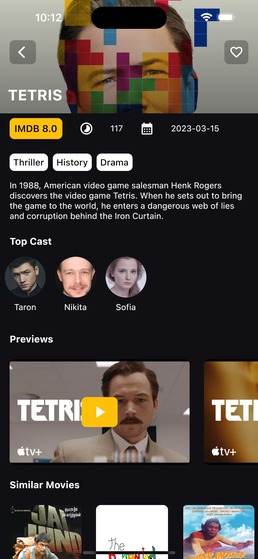 10:12
TETRIS
IMDB 8.0
117
2023-03-15
Thriller
History
Drama
In 1988, American video game salesman Henk Rogers
discovers the video game Tetris. When he sets out to bring
the game to the world, he enters a dangerous web of lies
and corruption behind the Iron Curtain.
Top Cast
Taron
Nikita
Sofia
Previews
TETRIS
TET
tv+
tv+
Similar Movies
the